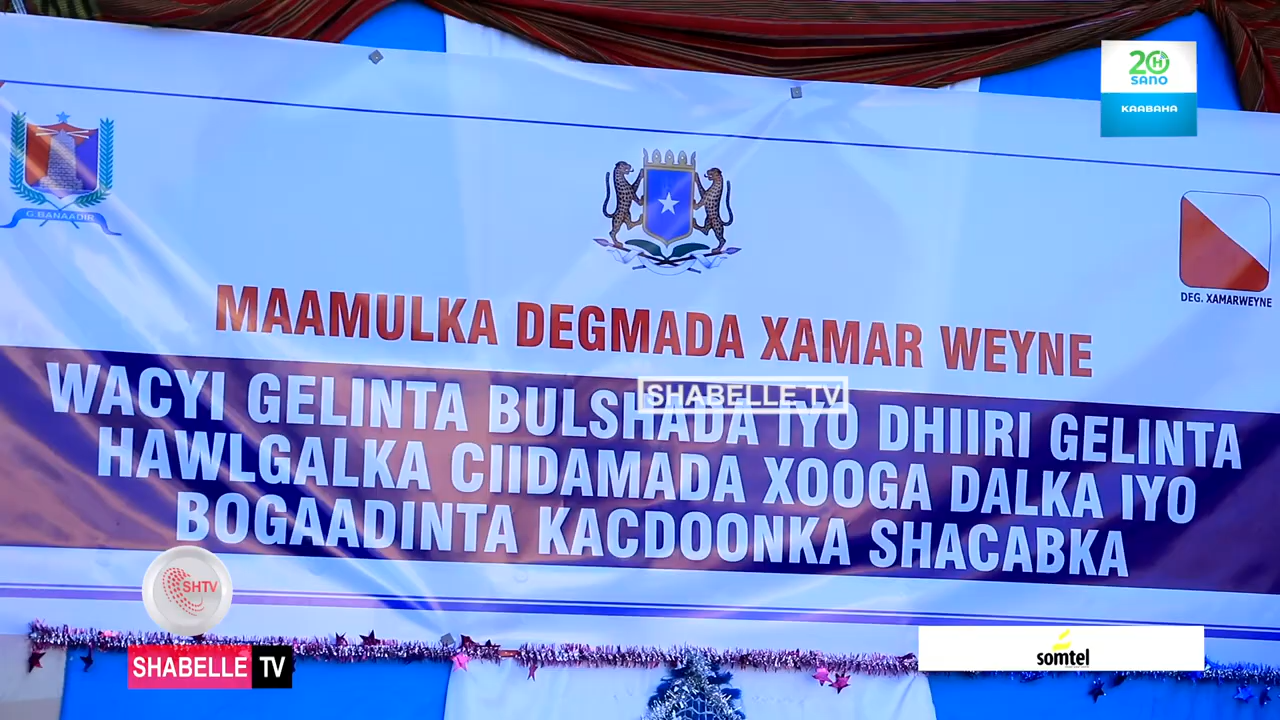 20
SANO
KAABAHA
G.BANAADIR
DEG. XAMARWEYNE
MAAMULKA DEGMADA XAMAR WEYNE
SHABELLE TV
WACYI GELINTA BULSHADA IYO DHIIRI GELINTA
HAWLGALKA CIIDAMADA XOOGA DALKA IYO
BOGAADINTA KACDOONKA SHACABKA
SHTV
SHABELLE TV
somtel